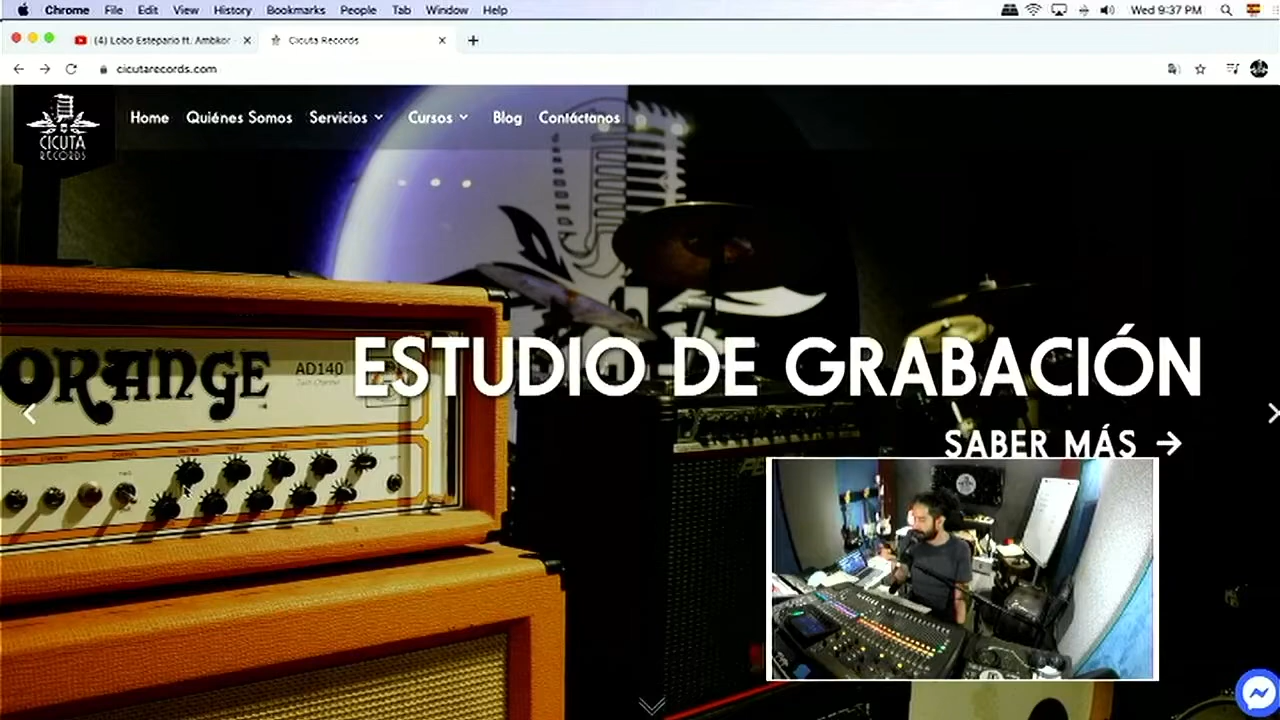 Chrome File Edit View History Bookmarks People Tab Window Help Wed 9:37 PM
(4) Lobo Estepario ft. Ambkor
Cicuta Records
cicutarecords.com
CICUTA
RECORDS
Home Quiénes Somos Servicios Cursos Blog Contáctanos
ORANGE
AD140
ESTUDIO DE GRABACIÓN
SABER MÁS →